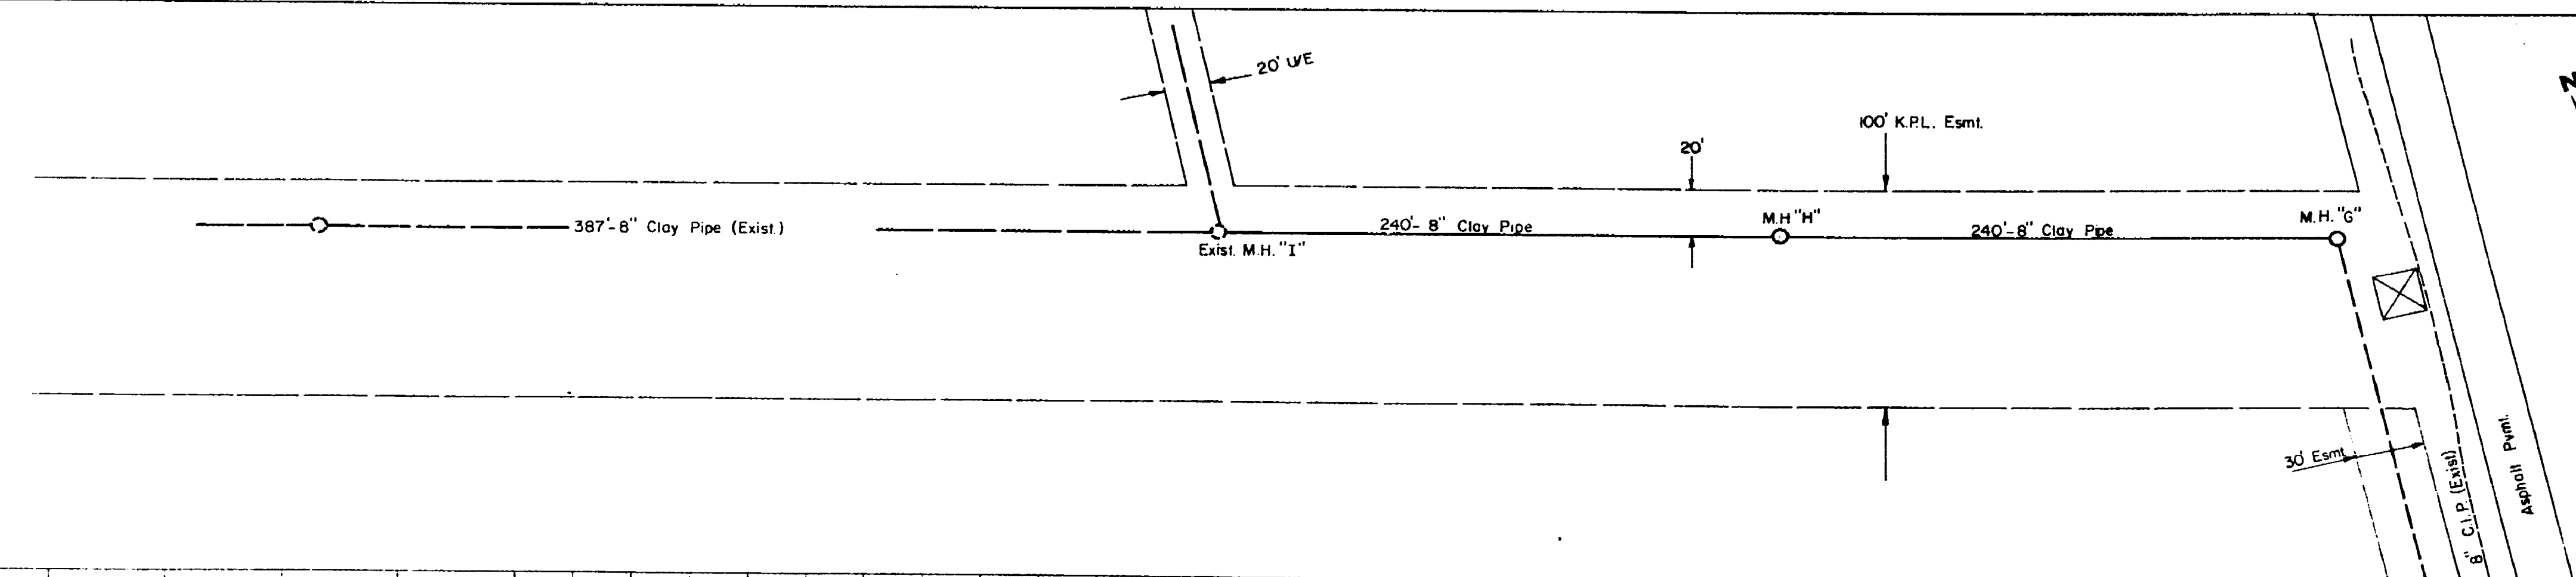 20' U/E
100' K.P.L. Esmt.
20'
387'-8" Clay Pipe (Exist.)
240'-8" Clay Pipe
M.H "H"
240'-8" Clay Pipe
M.H. "G"
Exist. M.H. "I"
30' Esmt.
8" C.I.P. (Exist)
Asphalt Pvmt.
N